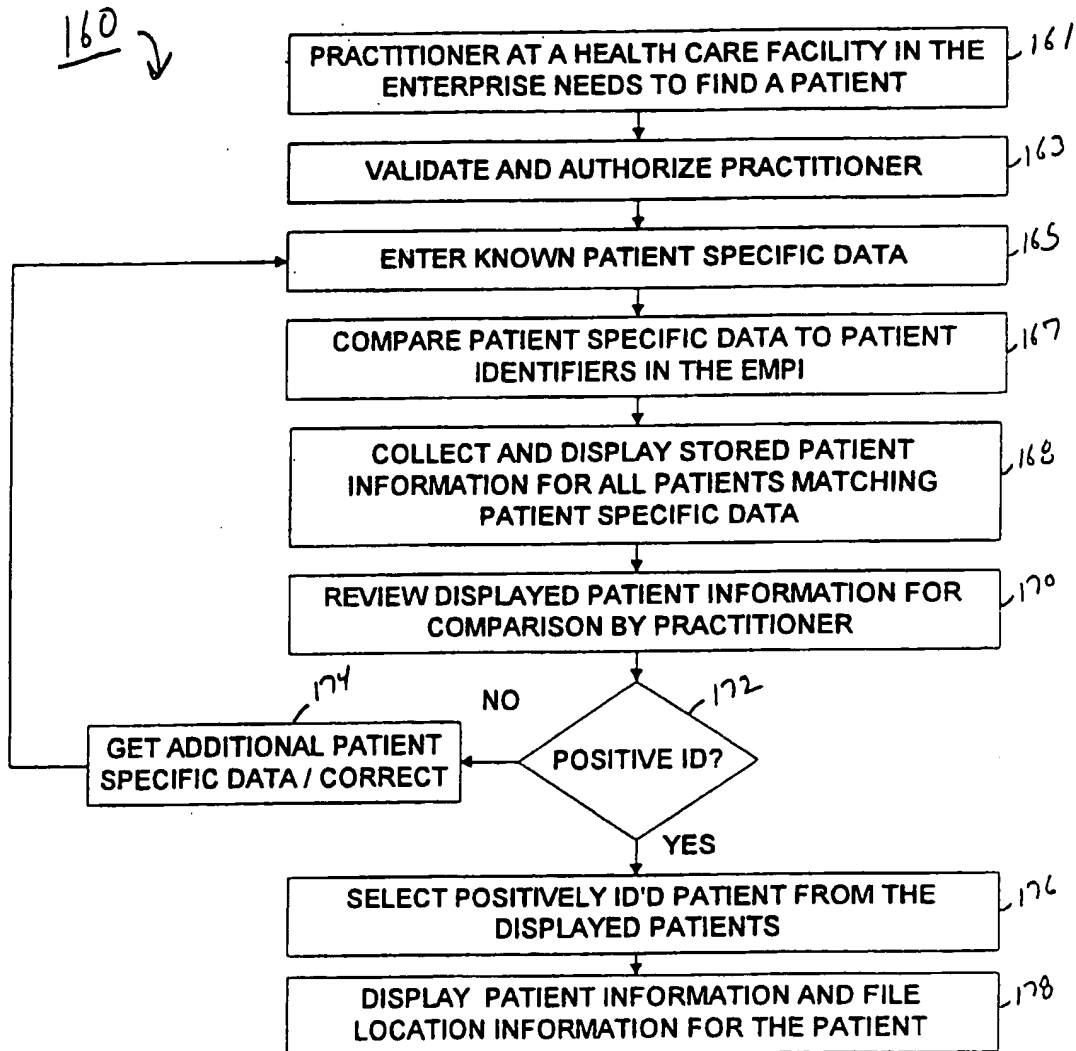 160
PRACTITIONER AT A HEALTH CARE FACILITY IN THE
ENTERPRISE NEEDS TO FIND A PATIENT
161
VALIDATE AND AUTHORIZE PRACTITIONER
163
ENTER KNOWN PATIENT SPECIFIC DATA
165
COMPARE PATIENT SPECIFIC DATA TO PATIENT
IDENTIFIERS IN THE EMPI
167
COLLECT AND DISPLAY STORED PATIENT
INFORMATION FOR ALL PATIENTS MATCHING
PATIENT SPECIFIC DATA
168
REVIEW DISPLAYED PATIENT INFORMATION FOR
COMPARISON BY PRACTITIONER
170
172
POSITIVE ID?
NO
174
GET ADDITIONAL PATIENT
SPECIFIC DATA / CORRECT
YES
SELECT POSITIVELY ID'D PATIENT FROM THE
DISPLAYED PATIENTS
176
DISPLAY PATIENT INFORMATION AND FILE
LOCATION INFORMATION FOR THE PATIENT
178